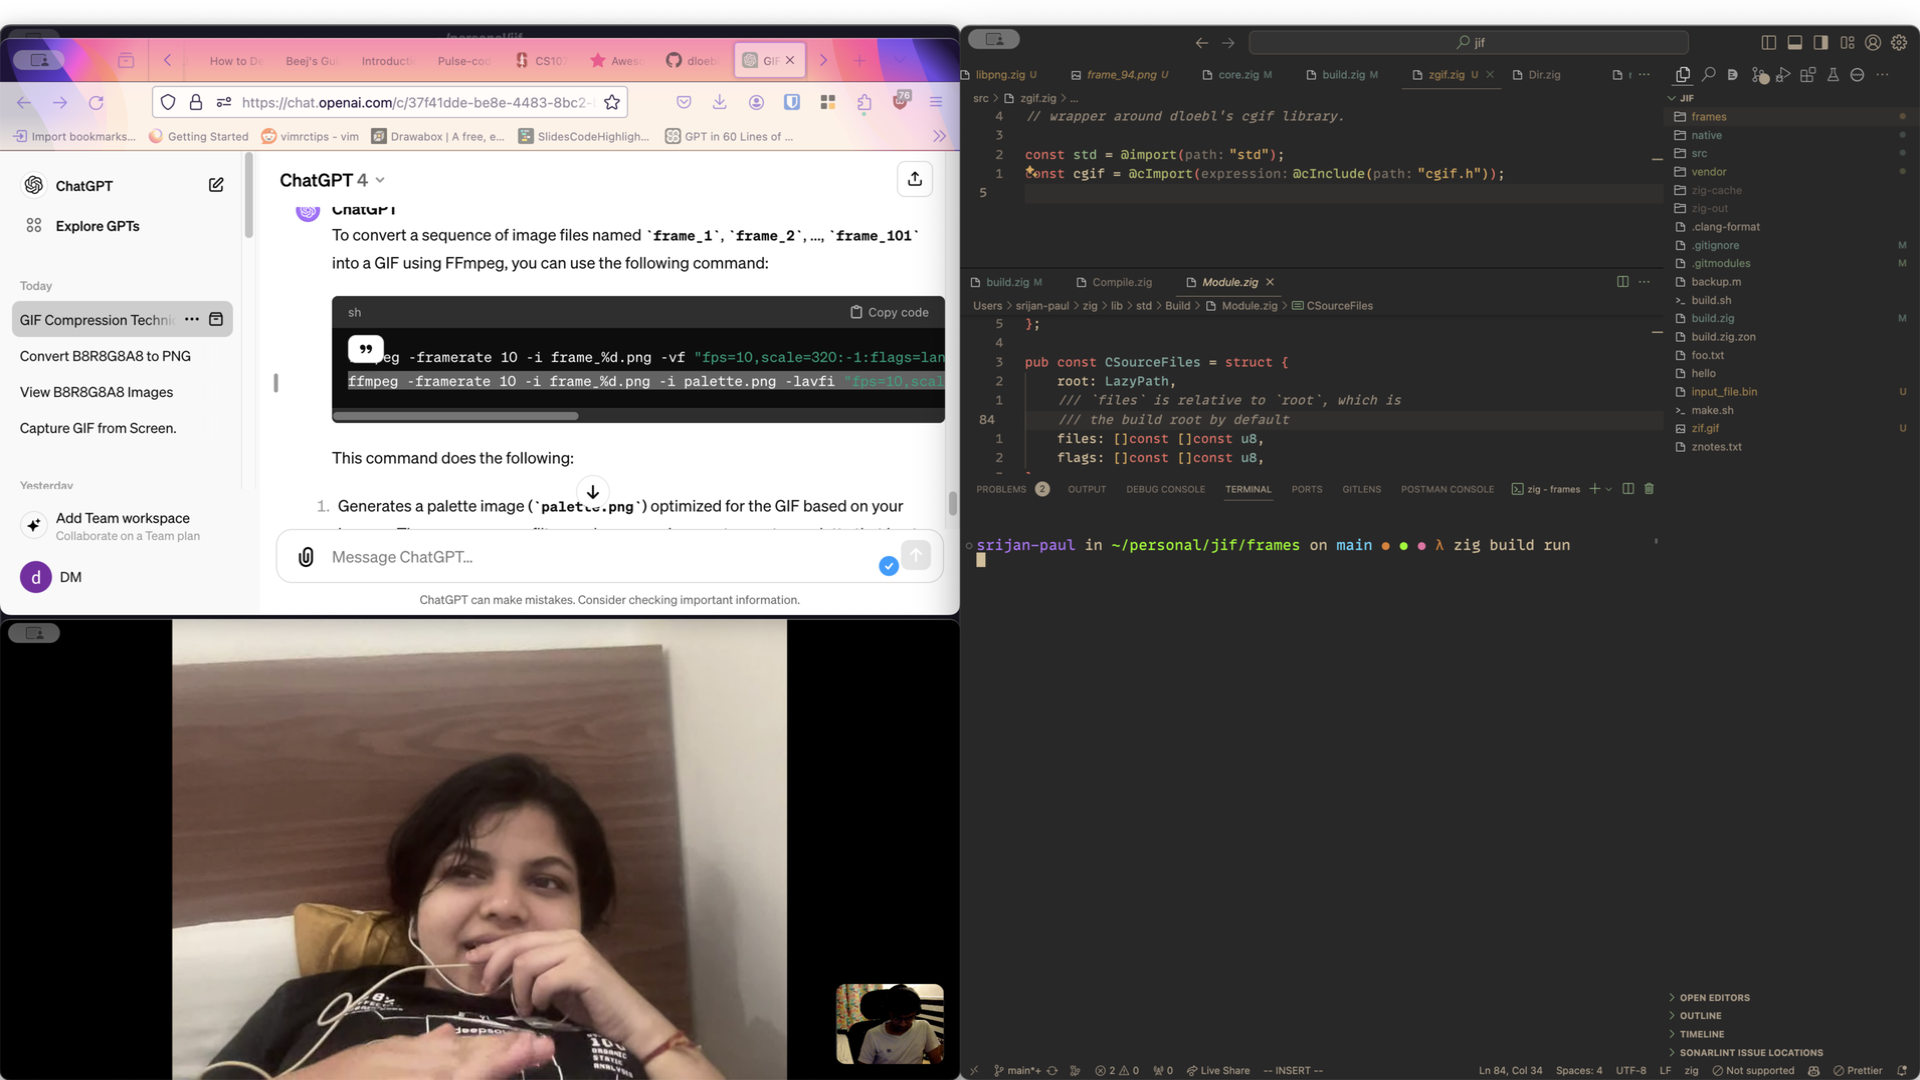 How to De
Beej's Gui
Introducti
Pulse-cod
CS107
Aweso
dloebl
GIF
https://chat.openai.com/c/37f41dde-be8e-4483-8bc2-
76
Import bookmarks...
Getting Started
vimrctips - vim
Drawabox | A free, e...
SlidesCodeHighligh...
GPT in 60 Lines of ...
ChatGPT
Explore GPTs
Today
GIF Compression Technic
Convert B8R8G8A8 to PNG
View B8R8G8A8 Images
Capture GIF from Screen.
Yesterday
Add Team workspace
Collaborate on a Team plan
d
DM
ChatGPT 4
ChatGPT
To convert a sequence of image files named `frame_1`, `frame_2`, ..., `frame_101`
into a GIF using FFmpeg, you can use the following command:
sh
Copy code
eg -framerate 10 -i frame_%d.png -vf "fps=10,scale=320:-1:flags=lan
ffmpeg -framerate 10 -i frame_%d.png -i palette.png -lavfi "fps=10,scal
This command does the following:
1. Generates a palette image (`palette.png`) optimized for the GIF based on your
Message ChatGPT...
ChatGPT can make mistakes. Consider checking important information.
jif
libpng.zig U
frame_94.png U
core.zig M
build.zig M
zgif.zig U
Dir.zig
src > zgif.zig > ...
4 // wrapper around dloebl's cgif library.
3
2 const std = @import(path: "std");
1 const cgif = @cImport(expression: @cInclude(path: "cgif.h"));
5
build.zig M
Compile.zig
Module.zig
Users > srijan-paul > zig > lib > std > Build > Module.zig > CSourceFiles
5 };
4
3 pub const CSourceFiles = struct {
2 root: LazyPath,
1 /// `files` is relative to `root`, which is
84 /// the build root by default
1 files: []const []const u8,
2 flags: []const []const u8,
PROBLEMS 2
OUTPUT
DEBUG CONSOLE
TERMINAL
PORTS
GITLENS
POSTMAN CONSOLE
zig - frames
srijan-paul in ~/personal/jif/frames on main λ zig build run
JIF
frames
native
src
vendor
zig-cache
zig-out
.clang-format
.gitignore M
.gitmodules M
backup.m
build.sh
build.zig M
build.zig.zon
foo.txt
hello
input_file.bin U
make.sh
zif.gif U
znotes.txt
OPEN EDITORS
OUTLINE
TIMELINE
SONARLINT ISSUE LOCATIONS
main*+
2 0
0
Live Share
-- INSERT --
Ln 84, Col 34
Spaces: 4
UTF-8
LF
zig
Not supported
Prettier
deepsou
100
ORGANIC
STATIC
ANALYSIS